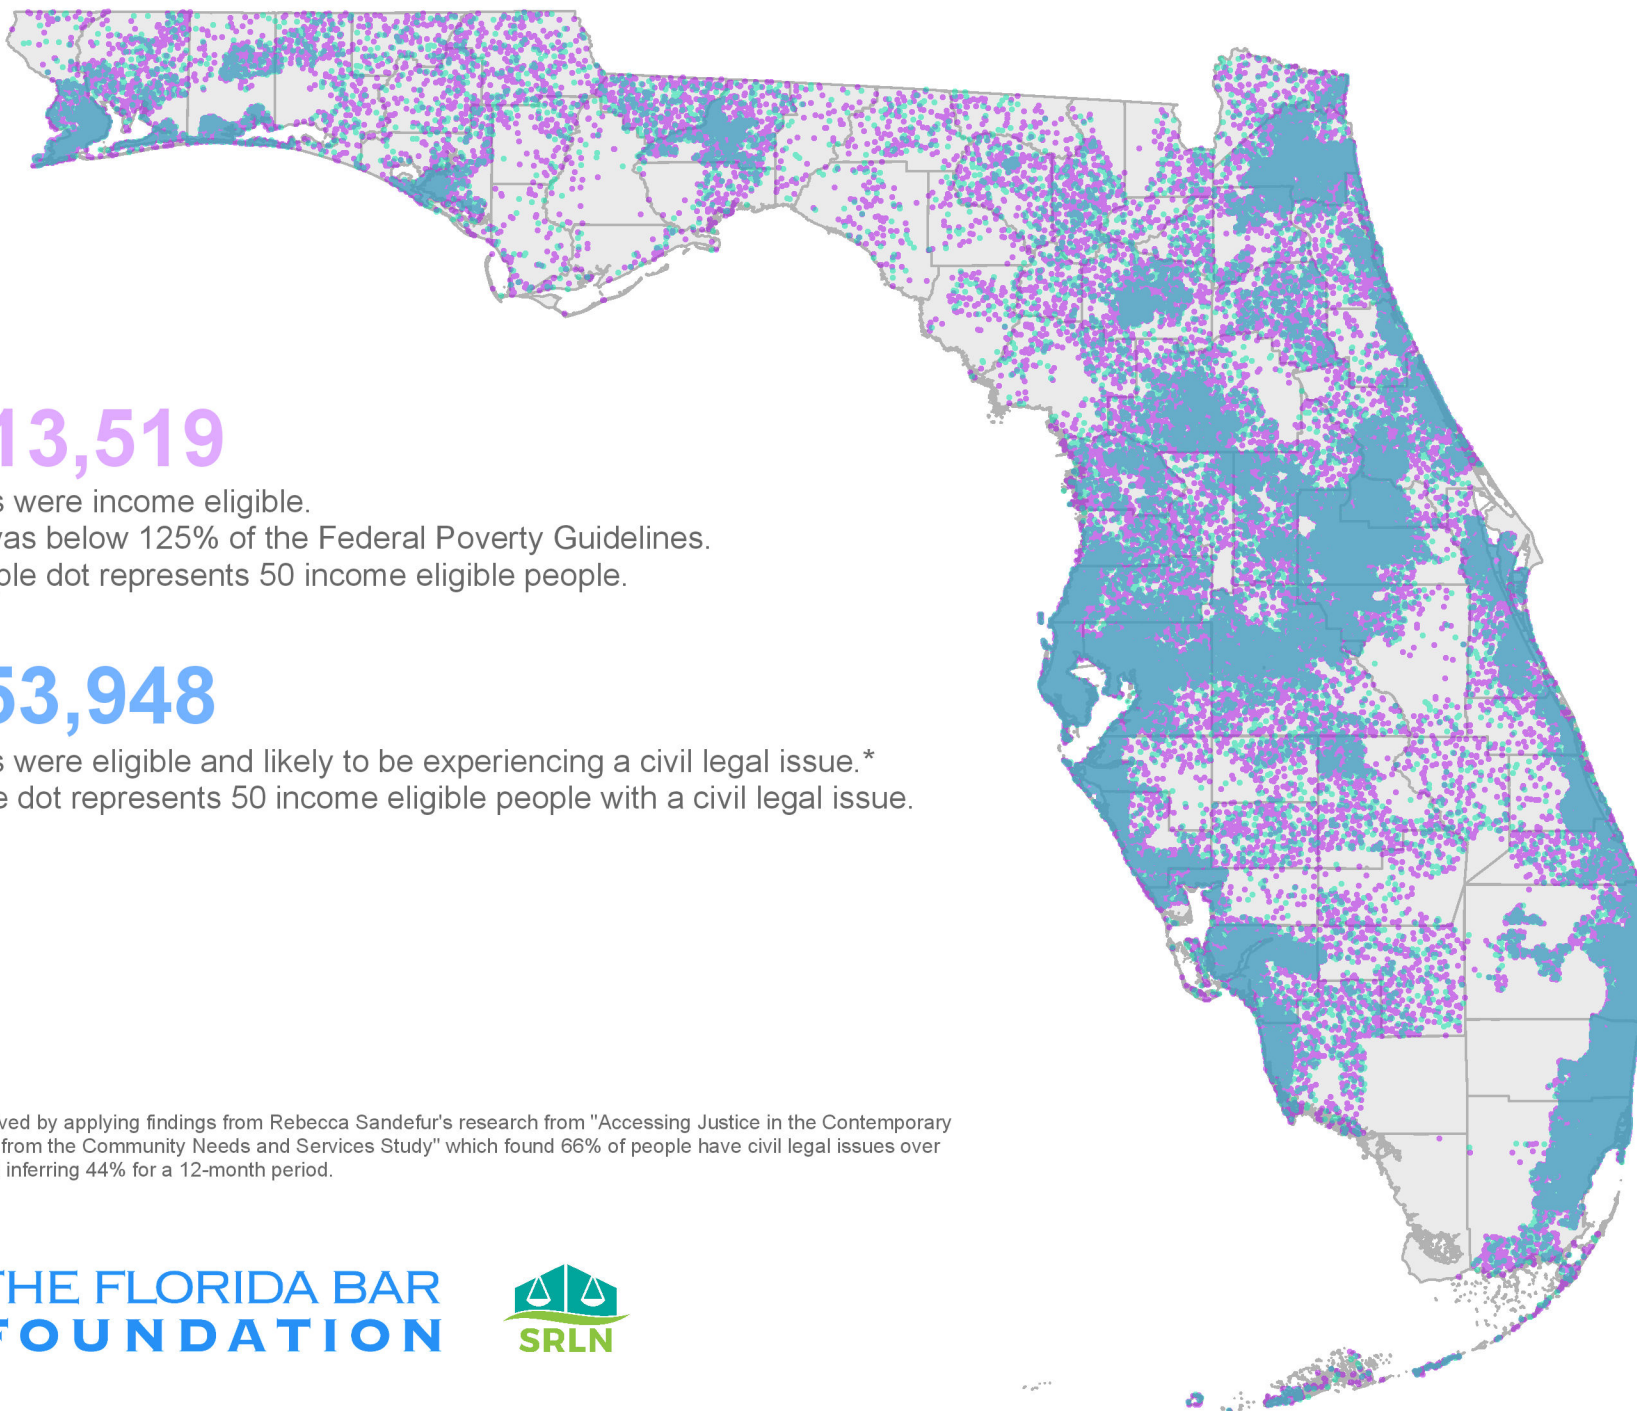 13,519
s were income eligible.
was below 125% of the Federal Poverty Guidelines.
ple dot represents 50 income eligible people.
53,948
s were eligible and likely to be experiencing a civil legal issue.*
e dot represents 50 income eligible people with a civil legal issue.
ved by applying findings from Rebecca Sandefur's research from "Accessing Justice in the Contemporary
from the Community Needs and Services Study" which found 66% of people have civil legal issues over
inferring 44% for a 12-month period.
THE FLORIDA BAR
FOUNDATION
SRLN